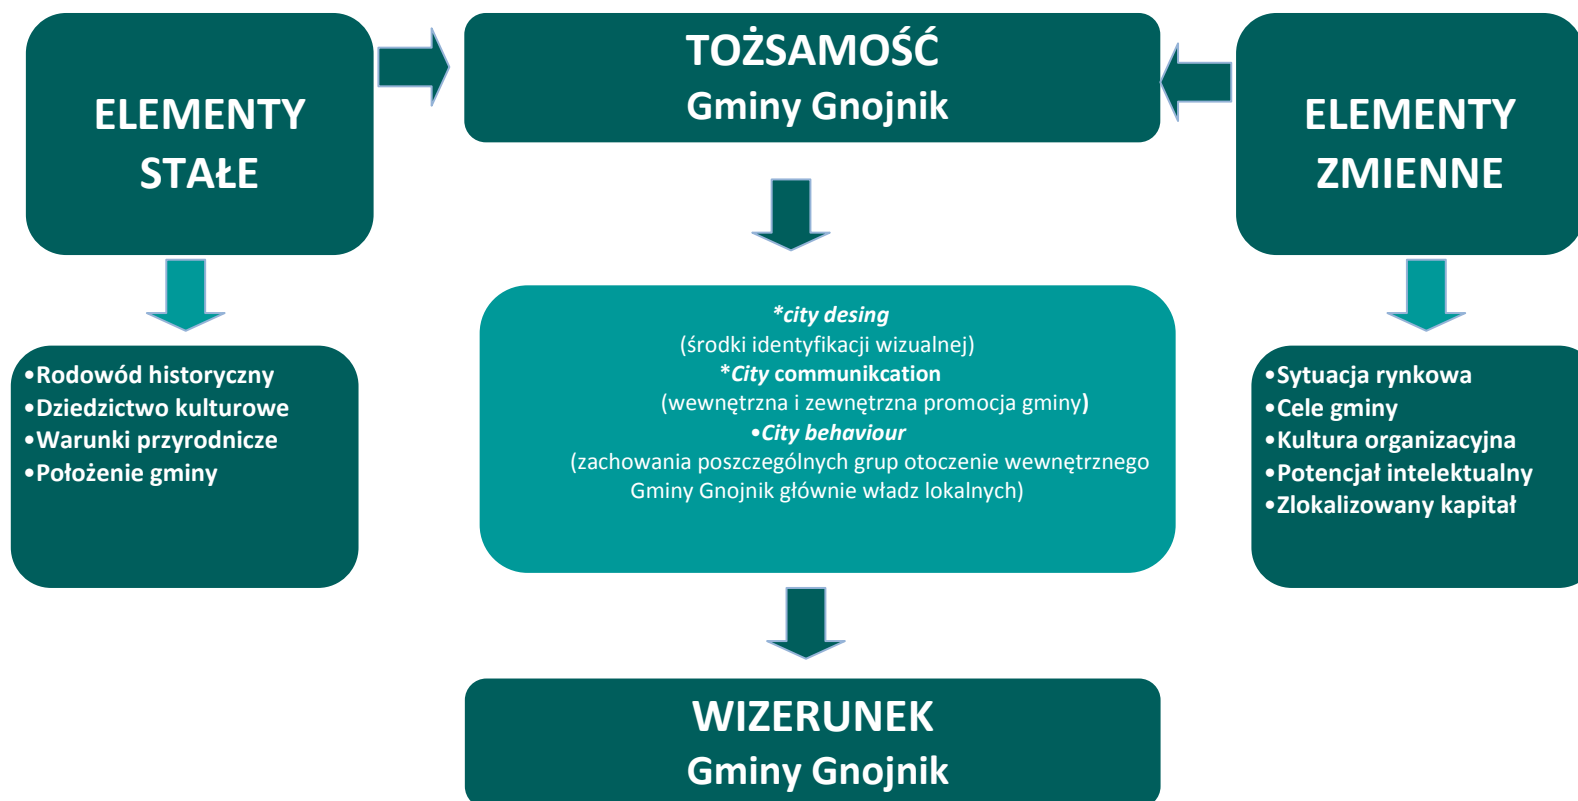 ELEMENTY
STAŁE
TOŻSAMOŚĆ
Gminy Gnojnik
ELEMENTY
ZMIENNE
•Rodowód historyczny
•Dziedzictwo kulturowe
•Warunki przyrodnicze
•Położenie gminy
*city desing
(środki identyfikacji wizualnej)
*City communikcation
(wewnętrzna i zewnętrzna promocja gminy)
•City behaviour
(zachowania poszczególnych grup otoczenie wewnętrznego
Gminy Gnojnik głównie władz lokalnych)
•Sytuacja rynkowa
•Cele gminy
•Kultura organizacyjna
•Potencjał intelektualny
•Zlokalizowany kapitał
WIZERUNEK
Gminy Gnojnik